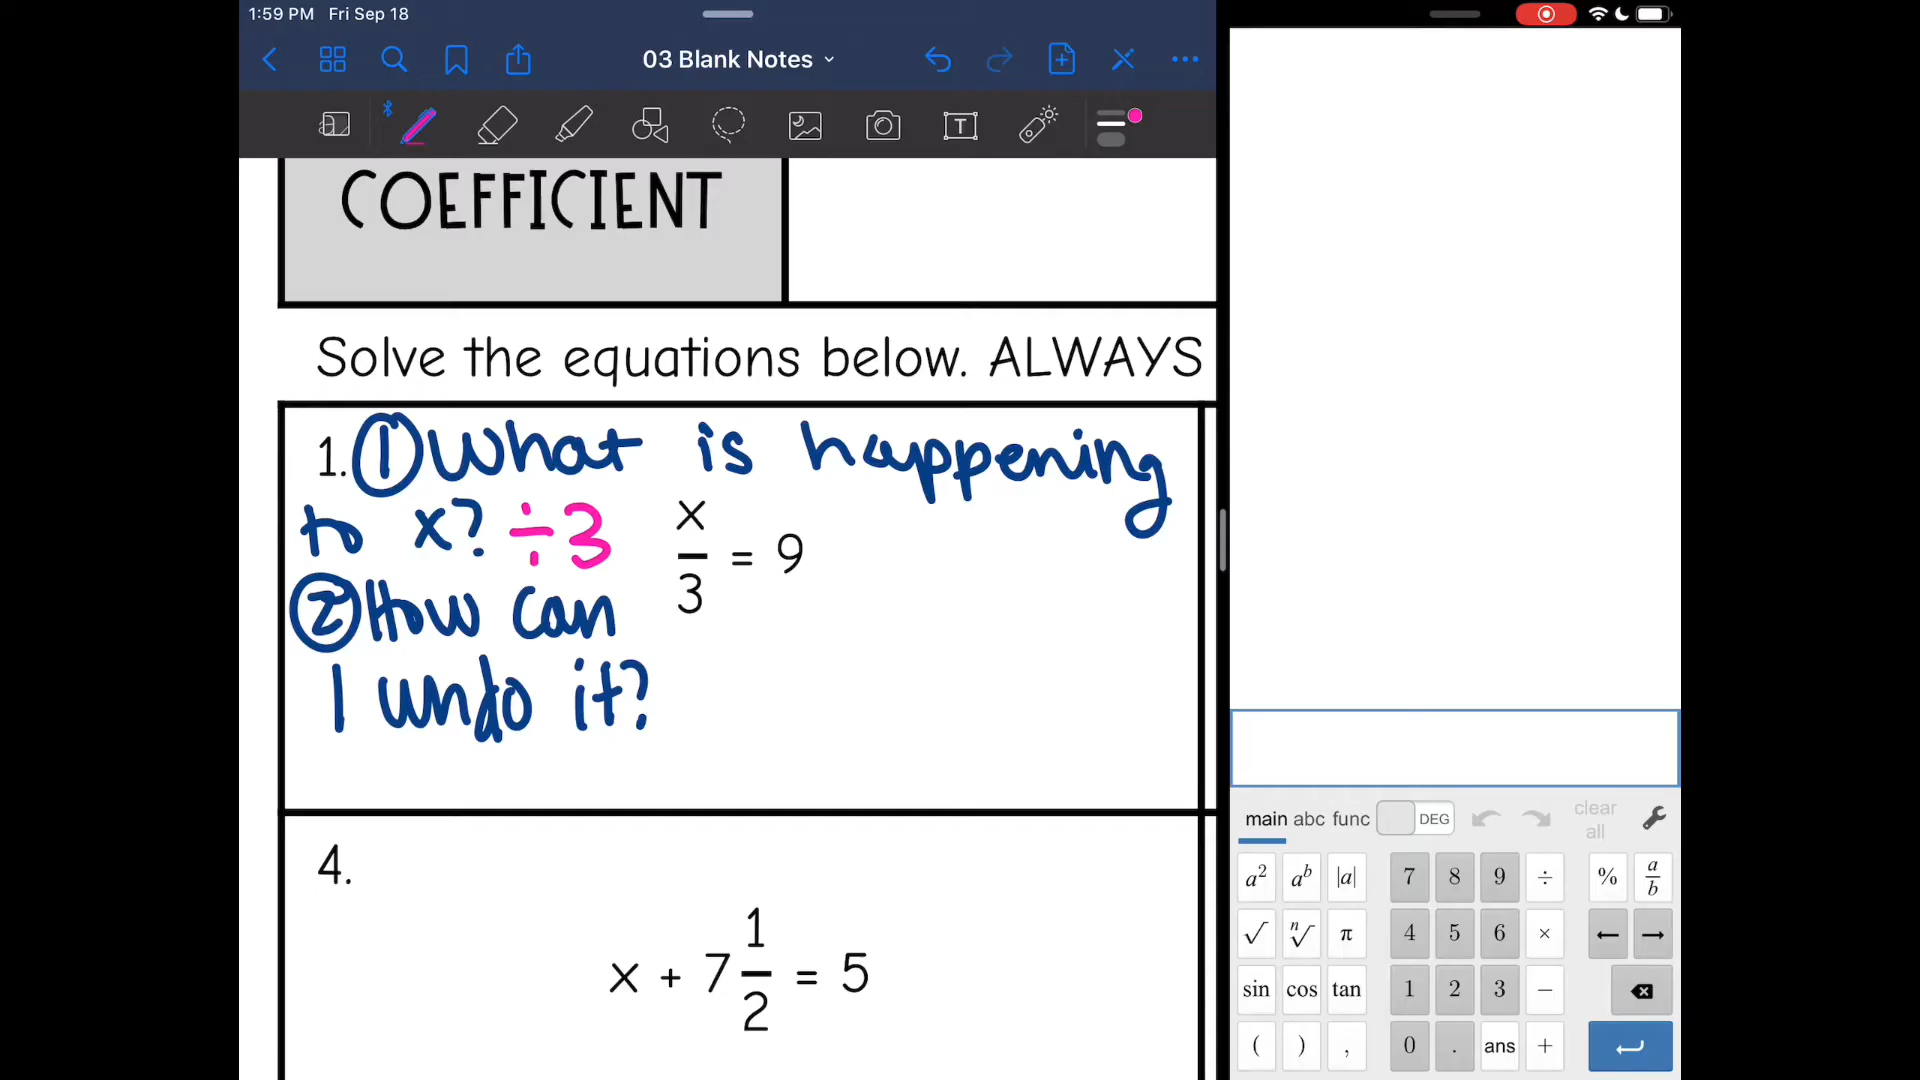 1:59 PM Fri Sep 18
03 Blank Notes
T
COEFFICIENT
Solve the equations below. ALWAYS
1. ① What is happening
to x? ÷3
x/3 = 9
② How can
I undo it?
4.
x + 7 1/2 = 5
main abc func DEG clear all
a² aᵇ |a| 7 8 9 ÷ % a/b
√ ⁿ√ π 4 5 6 × ← →
sin cos tan 1 2 3 −
( ) , 0 . ans +